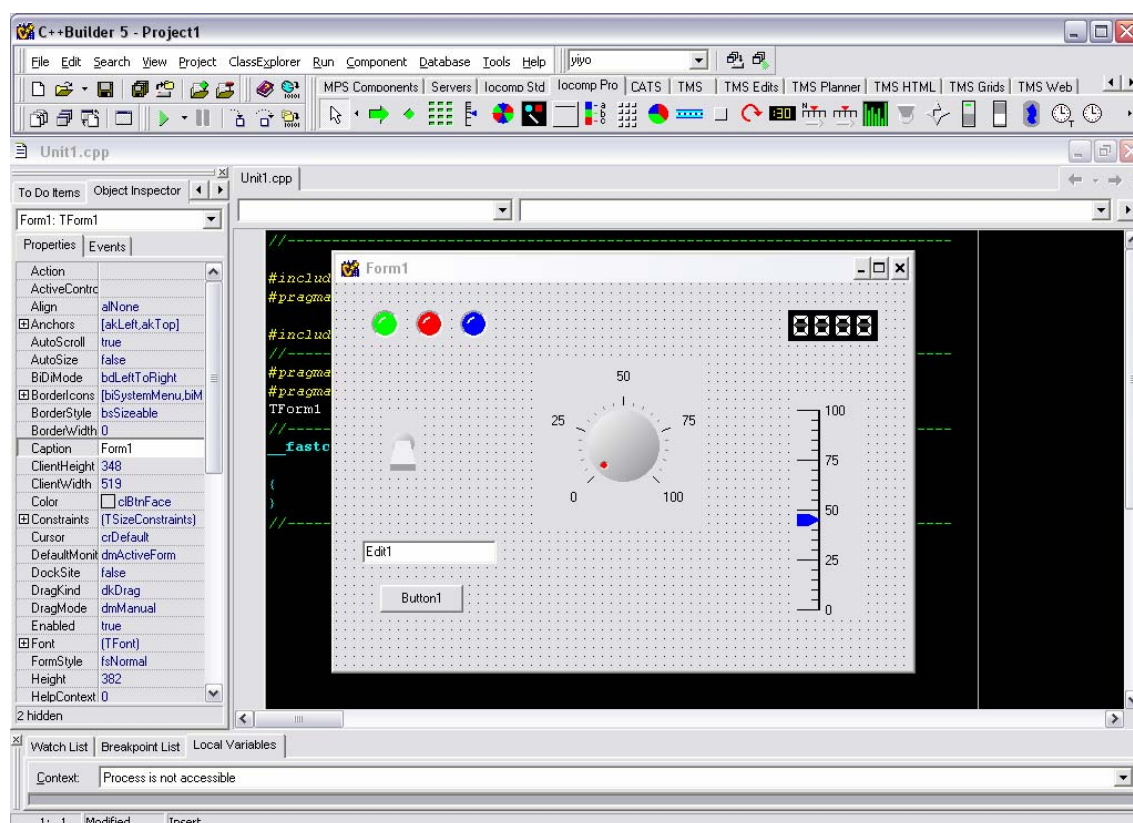 C++Builder 5 - Project1
File Edit Search View Project ClassExplorer Run Component Database Tools Help yiyo
MPS Components Servers Iocomp Std Iocomp Pro CATS TMS TMS Edits TMS Planner TMS HTML TMS Grids TMS Web
Unit1.cpp
To Do Items Object Inspector
Unit1.cpp
Form1: TForm1
Properties Events
Action
ActiveContrc
Align alNone
Anchors [akLeft,akTop]
AutoScroll true
AutoSize false
BiDiMode bdLeftToRight
BorderIcons [biSystemMenu,biM
BorderStyle bsSizeable
BorderWidth 0
Caption Form1
ClientHeight 348
ClientWidth 519
Color clBtnFace
Constraints (TSizeConstraints)
Cursor crDefault
DefaultMonit dmActiveForm
DockSite false
DragKind dkDrag
DragMode dmManual
Enabled true
Font (TFont)
FormStyle fsNormal
Height 382
HelpContext 0
2 hidden
//--------------------------------------------------------------------------
#includ
#pragma
#includ
//--------------------------------------------------------------------------
#pragma
#pragma
TForm1
//--------------------------------------------------------------------------
__fastc
{
}
//--------------------------------------------------------------------------
Form1
8888
50
25 75
0 100
100
75
50
25
0
Edit1
Button1
Watch List Breakpoint List Local Variables
Context: Process is not accessible
1: 1 Modified Insert